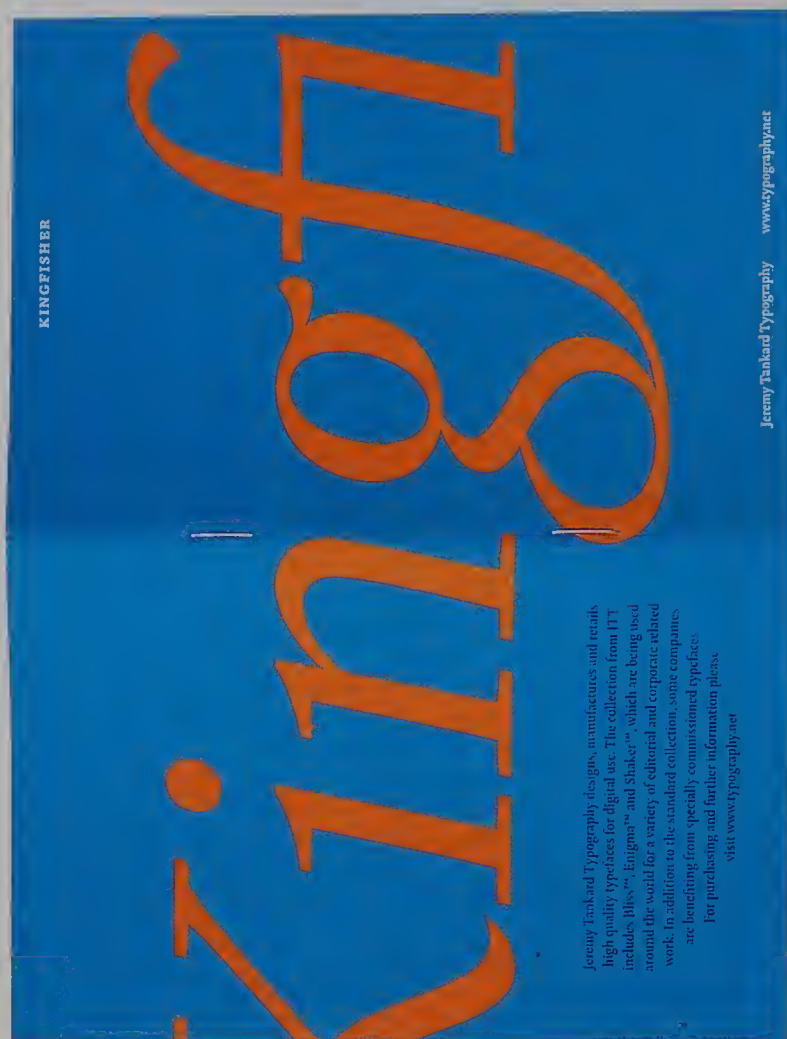 KINGFISHER
Kingfi
Jeremy Tankard Typography designs, manufactures and retails
high quality typefaces for digital use. The collection from JTT
includes Bliss™, Enigma™ and Shaker™, which are being used
around the world for a variety of editorial and corporate related
work. In addition to the standard collection, some companies
are benefiting from specially commissioned typefaces.
For purchasing and further information please
visit www.typography.net
Jeremy Tankard Typography www.typography.net